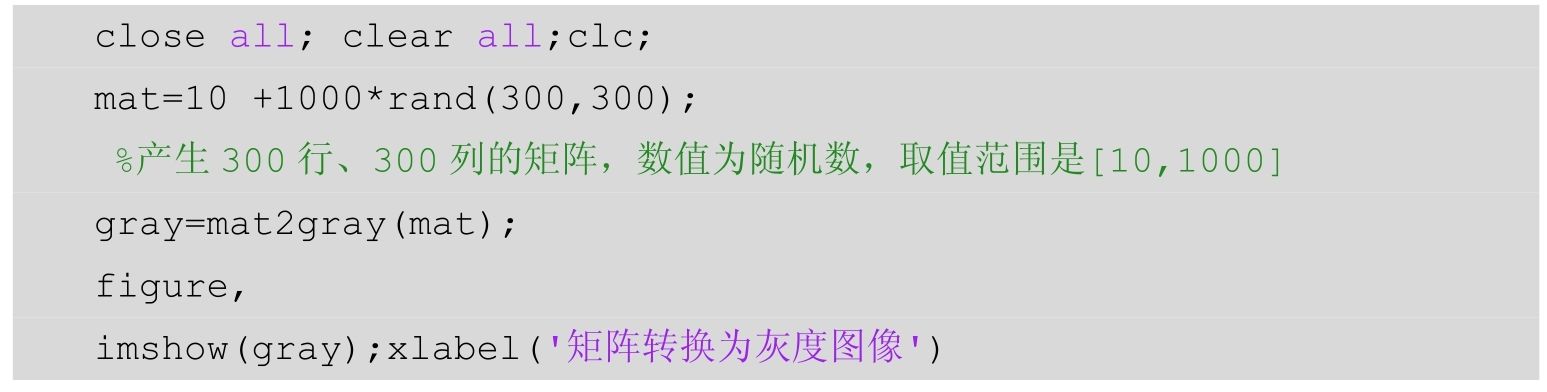 close all; clear all;clc;
mat=10 +1000*rand(300,300);
%产生 300 行、300 列的矩阵，数值为随机数，取值范围是[10,1000]
gray=mat2gray(mat);
figure,
imshow(gray);xlabel('矩阵转换为灰度图像')